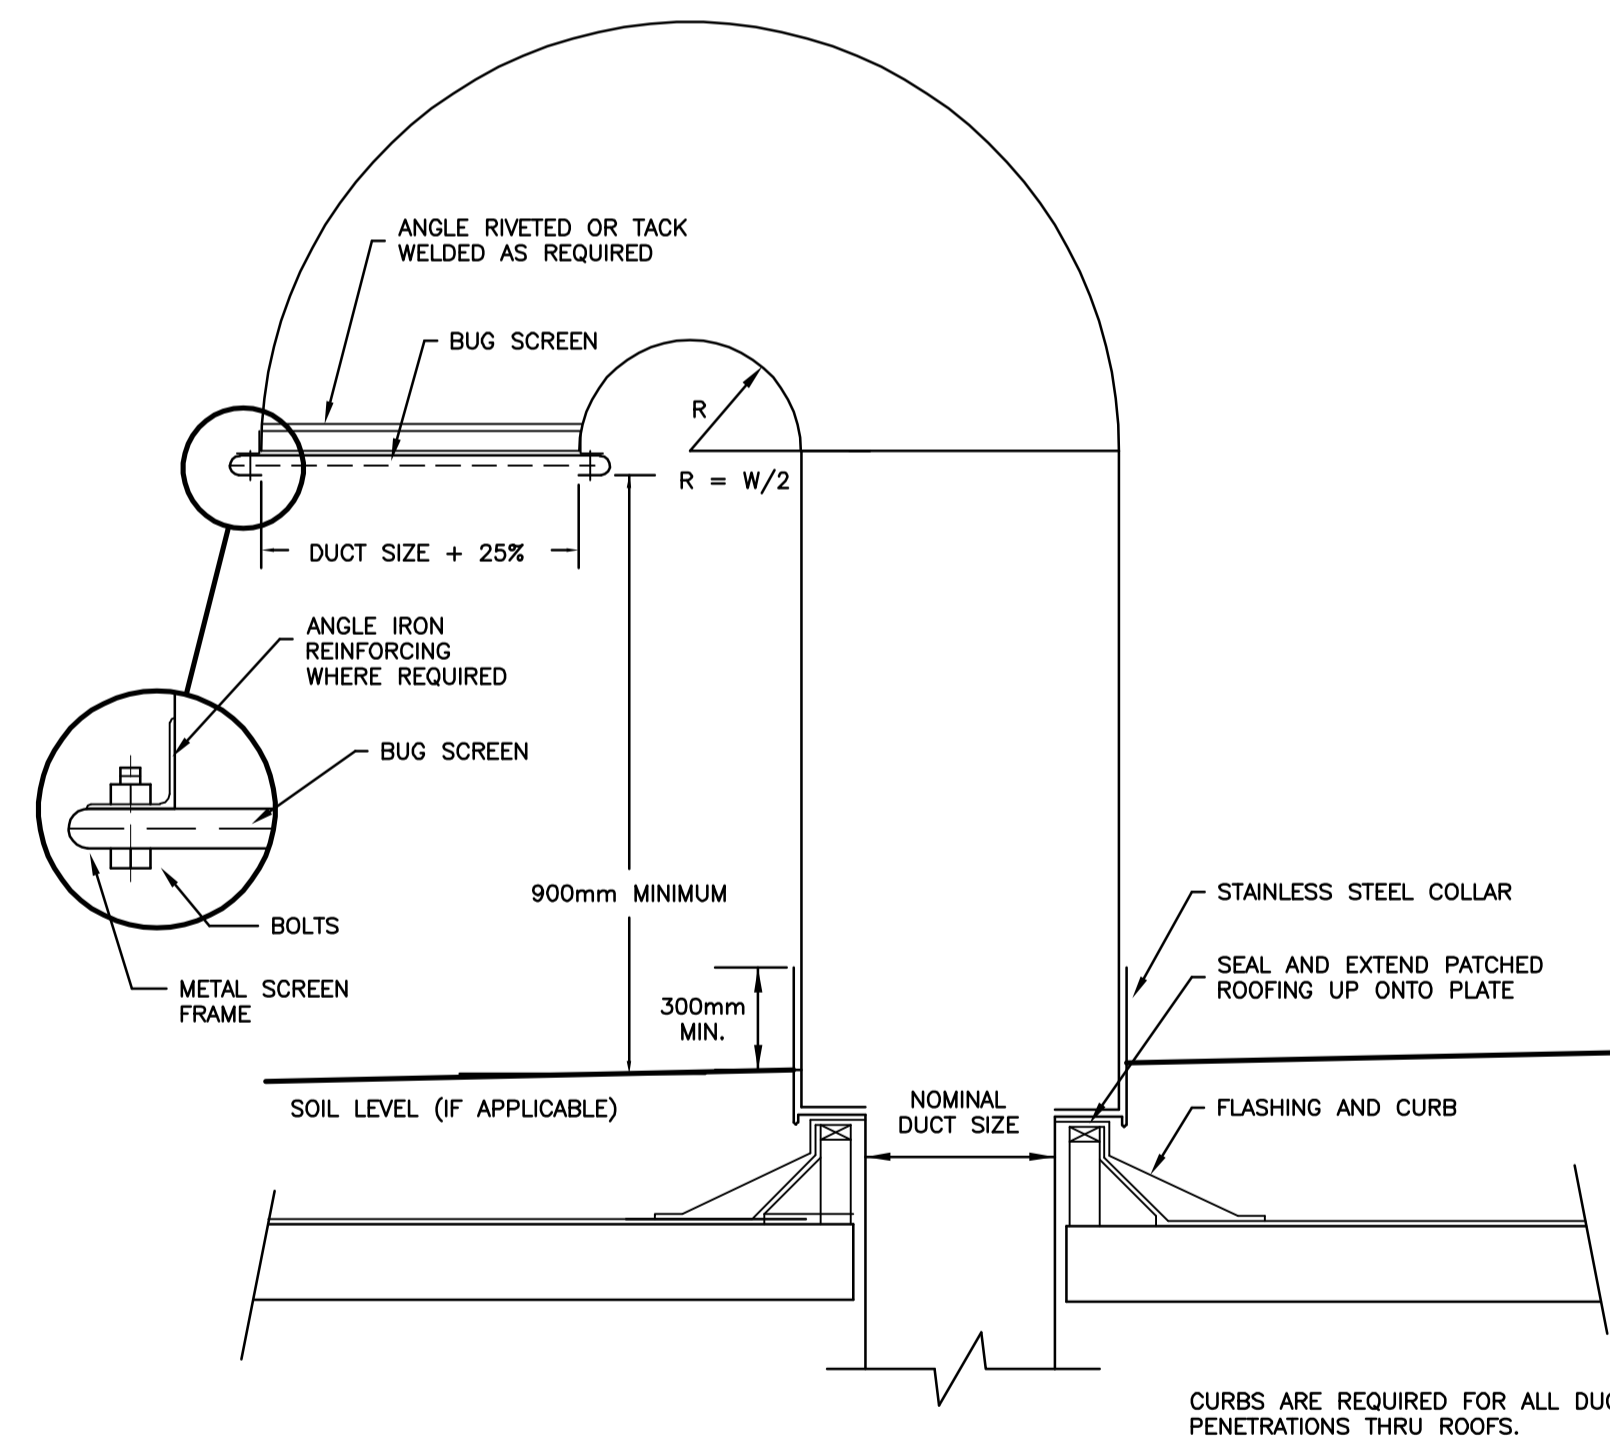 ANGLE RIVETED OR TACK
WELDED AS REQUIRED
BUG SCREEN
R
R = W/2
DUCT SIZE + 25%
ANGLE IRON
REINFORCING
WHERE REQUIRED
BUG SCREEN
900mm MINIMUM
STAINLESS STEEL COLLAR
BOLTS
SEAL AND EXTEND PATCHED
ROOFING UP ONTO PLATE
METAL SCREEN
FRAME
300mm
MIN.
SOIL LEVEL (IF APPLICABLE)
NOMINAL
DUCT SIZE
FLASHING AND CURB
CURBS ARE REQUIRED FOR ALL
PENETRATIONS THRU ROOFS.